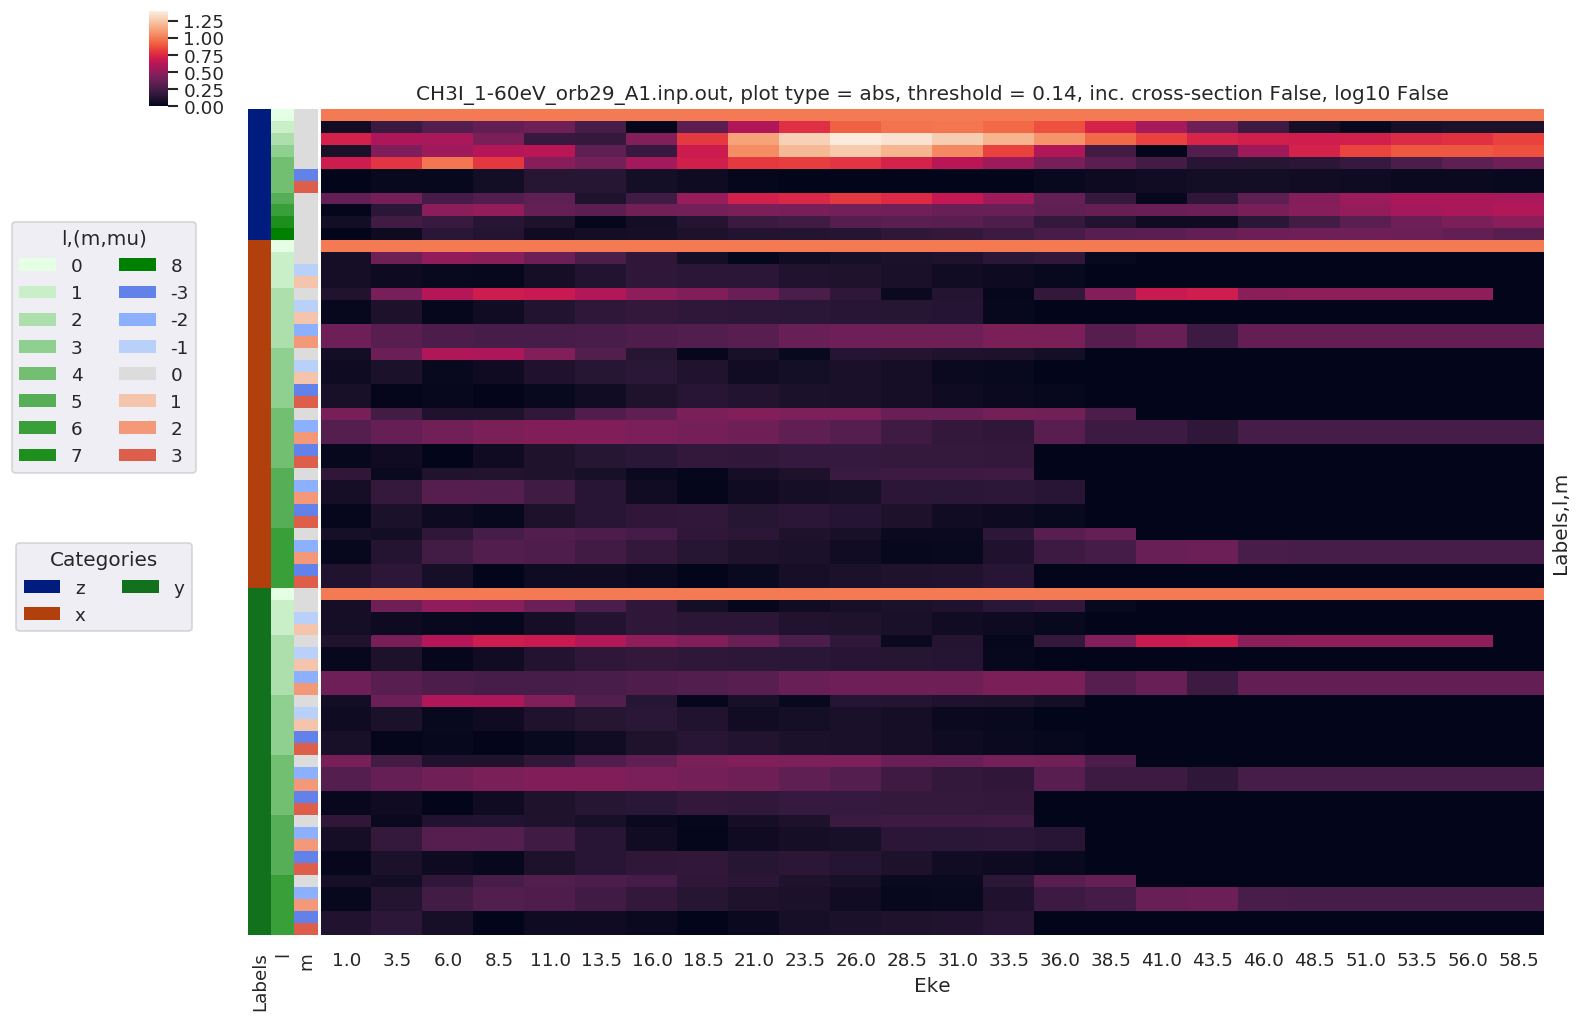 1.25
1.00
0.75
0.50
0.25
0.00
CH3I_1-60eV_orb29_A1.inp.out, plot type = abs, threshold = 0.14, inc. cross-section False, log10 False
l,(m,mu)
0 8
1 -3
2 -2
3 -1
4 0
5 1
6 2
7 3
Categories
z y
x
Labels,l,m
Labels l m 1.0 3.5 6.0 8.5 11.0 13.5 16.0 18.5 21.0 23.5 26.0 28.5 31.0 33.5 36.0 38.5 41.0 43.5 46.0 48.5 51.0 53.5 56.0 58.5
Eke